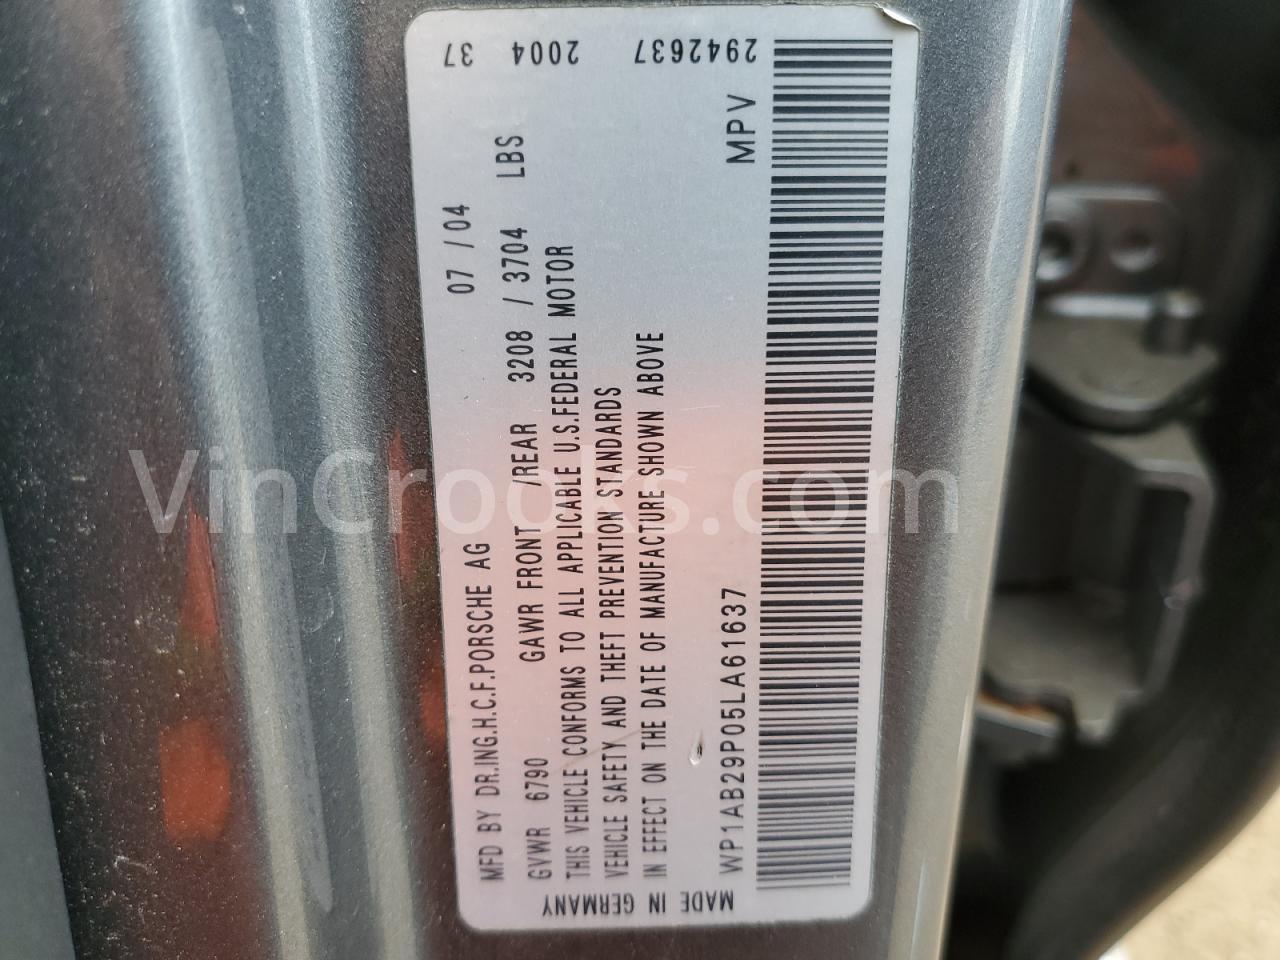 37 2004 2942637
MFD BY DR.ING.H.C.F.PORSCHE AG 07 /04
GVWR 6790 GAWR FRONT /REAR 3208 / 3704 LBS
THIS VEHICLE CONFORMS TO ALL APPLICABLE U.S.FEDERAL MOTOR
VEHICLE SAFETY AND THEFT PREVENTION STANDARDS
IN EFFECT ON THE DATE OF MANUFACTURE SHOWN ABOVE
WP1AB29P05LA61637 MPV
MADE IN GERMANY
VinCrooks.com